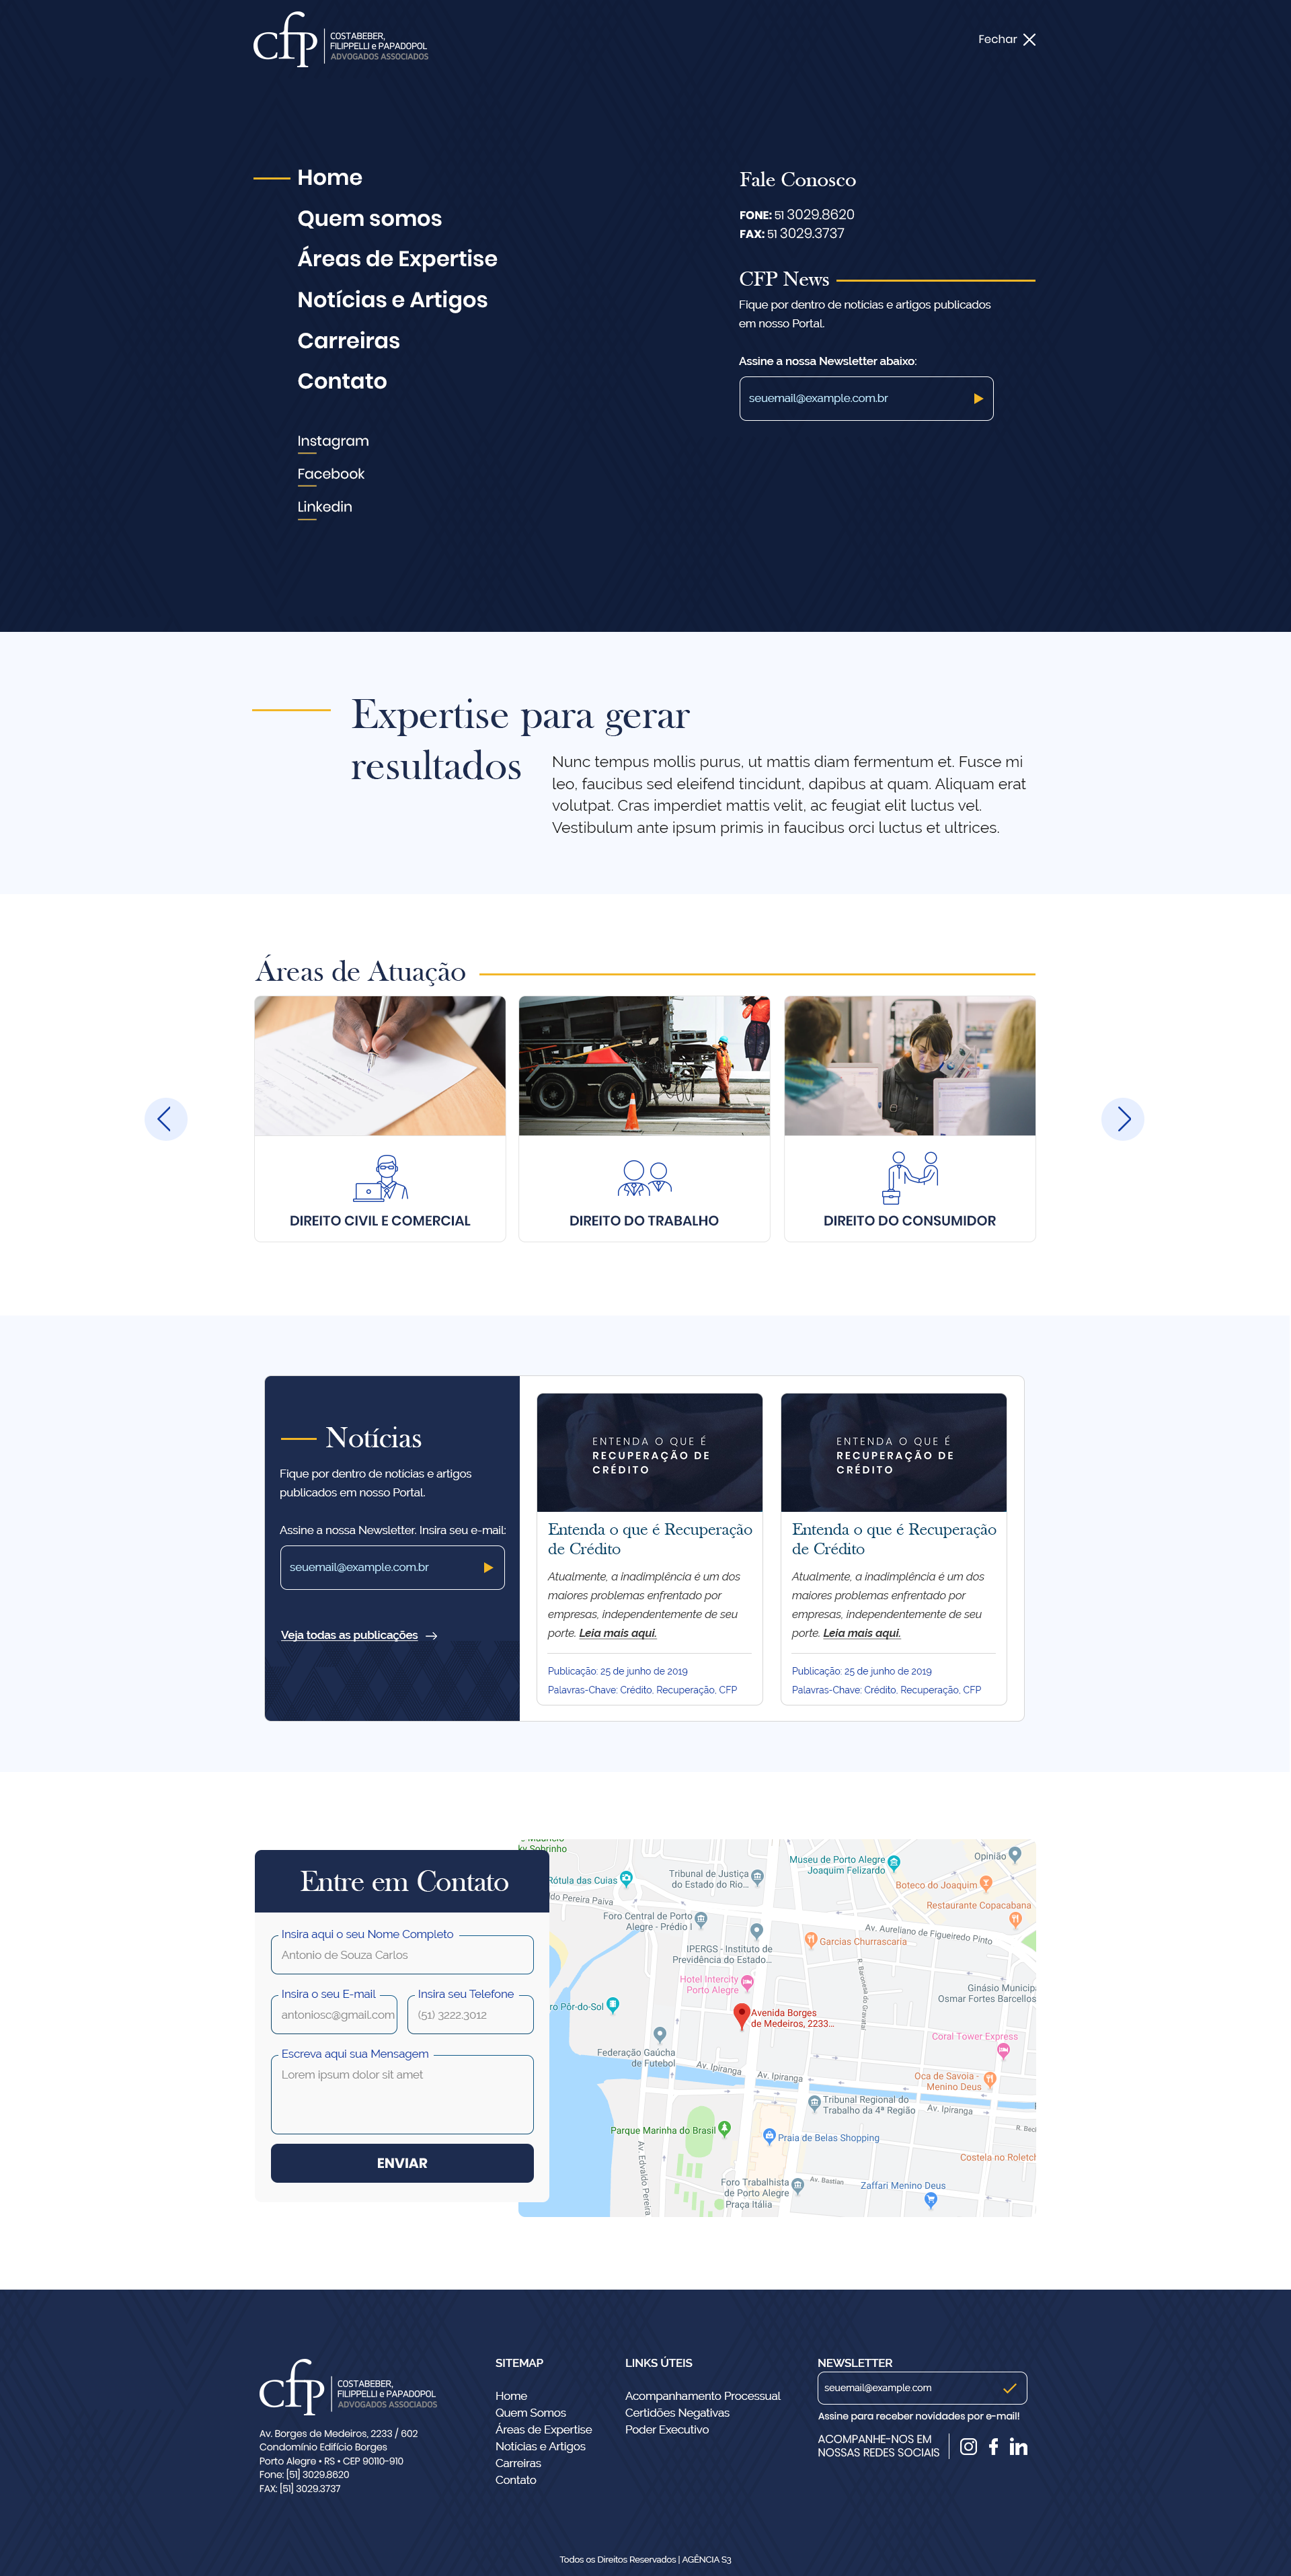 cfp
COSTABEBER,
FILIPPELLI e PAPADOPOL
ADVOGADOS ASSOCIADOS
Fechar
Home
Quem somos
Áreas de Expertise
Notícias e Artigos
Carreiras
Contato
Instagram
Facebook
Linkedin
Fale Conosco
FONE: 51 3029.8620
FAX: 51 3029.3737
CFP News
Fique por dentro de notícias e artigos publicados
em nosso Portal.
Assine a nossa Newsletter abaixo:
seuemail@example.com.br
Expertise para gerar
resultados
Nunc tempus mollis purus, ut mattis diam fermentum et. Fusce mi
leo, faucibus sed eleifend tincidunt, dapibus at quam. Aliquam erat
volutpat. Cras imperdiet mattis velit, ac feugiat elit luctus vel.
Vestibulum ante ipsum primis in faucibus orci luctus et ultrices.
Áreas de Atuação
DIREITO CIVIL E COMERCIAL
DIREITO DO TRABALHO
DIREITO DO CONSUMIDOR
Notícias
Fique por dentro de notícias e artigos
publicados em nosso Portal.
Assine a nossa Newsletter. Insira seu e-mail:
seuemail@example.com.br
Veja todas as publicações
ENTENDA O QUE É
RECUPERAÇÃO DE
CRÉDITO
Entenda o que é Recuperação
de Crédito
Atualmente, a inadimplência é um dos
maiores problemas enfrentado por
empresas, independentemente de seu
porte. Leia mais aqui.
Publicação: 25 de junho de 2019
Palavras-Chave: Crédito, Recuperação, CFP
ENTENDA O QUE É
RECUPERAÇÃO DE
CRÉDITO
Entenda o que é Recuperação
de Crédito
Atualmente, a inadimplência é um dos
maiores problemas enfrentado por
empresas, independentemente de seu
porte. Leia mais aqui.
Publicação: 25 de junho de 2019
Palavras-Chave: Crédito, Recuperação, CFP
Entre em Contato
Insira aqui o seu Nome Completo
Antonio de Souza Carlos
Insira o seu E-mail
antoniosc@gmail.com
Insira seu Telefone
(51) 3222.3012
Escreva aqui sua Mensagem
Lorem ipsum dolor sit amet
ENVIAR
ky Sobrinho
Rótula das Cuias
do Pereira Paiva
Tribunal de Justiça
do Estado do Rio...
Museu de Porto Alegre
Joaquim Felizardo
Opinião
Boteco do Joaquim
Restaurante Copacabana
Foro Central de Porto
Alegre - Prédio I
Av. Aureliano de Figueiredo Pinto
Garcias Churrascaria
IPERGS - Instituto de
Previdência do Estado...
Hotel Intercity
Porto Alegre
R. Baronesa do Gravataí
Ginásio Municip
Osmar Fortes Barcellos
ro Pôr-do-Sol
Avenida Borges
de Medeiros, 2233...
Coral Tower Express
Federação Gaúcha
de Futebol
Av. Ipiranga
Av. Ipiranga
Oca de Savoia -
Menino Deus
Av. Ipiranga
Tribunal Regional do
Trabalho da 4ª Região
Parque Marinha do Brasil
Praia de Belas Shopping
Costela no Roletch
Av. Edvaldo Pereira
Foro Trabalhista
de Porto Alegre
Praça Itália
Av. Bastian
Zaffari Menino Deus
cfp
COSTABEBER,
FILIPPELLI e PAPADOPOL
ADVOGADOS ASSOCIADOS
Av. Borges de Medeiros, 2233 / 602
Condomínio Edifício Borges
Porto Alegre • RS • CEP 90110-910
Fone: [51] 3029.8620
FAX: [51] 3029.3737
SITEMAP
Home
Quem Somos
Áreas de Expertise
Notícias e Artigos
Carreiras
Contato
LINKS ÚTEIS
Acompanhamento Processual
Certidões Negativas
Poder Executivo
NEWSLETTER
seuemail@example.com
Assine para receber novidades por e-mail!
ACOMPANHE-NOS EM
NOSSAS REDES SOCIAIS
Todos os Direitos Reservados | AGÊNCIA S3